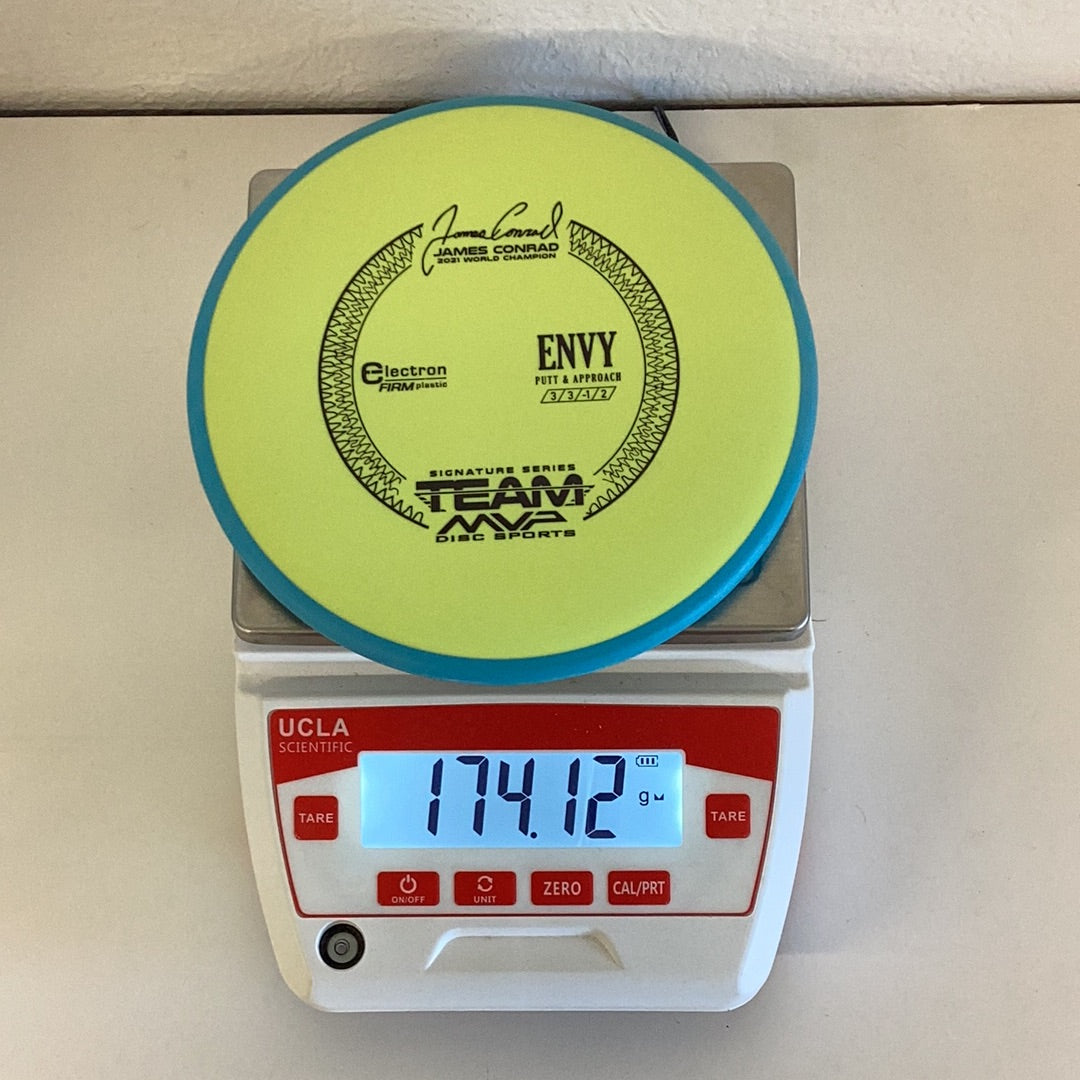 James Conrad
JAMES CONRAD
2021 WORLD CHAMPION
Electron
FIRM plastic
ENVY
PUTT & APPROACH
3/3/-1/2
SIGNATURE SERIES
TEAM
MVP
DISC SPORTS
UCLA
SCIENTIFIC
174.12
g
TARE
TARE
ON/OFF
UNIT
ZERO
CAL/PRT